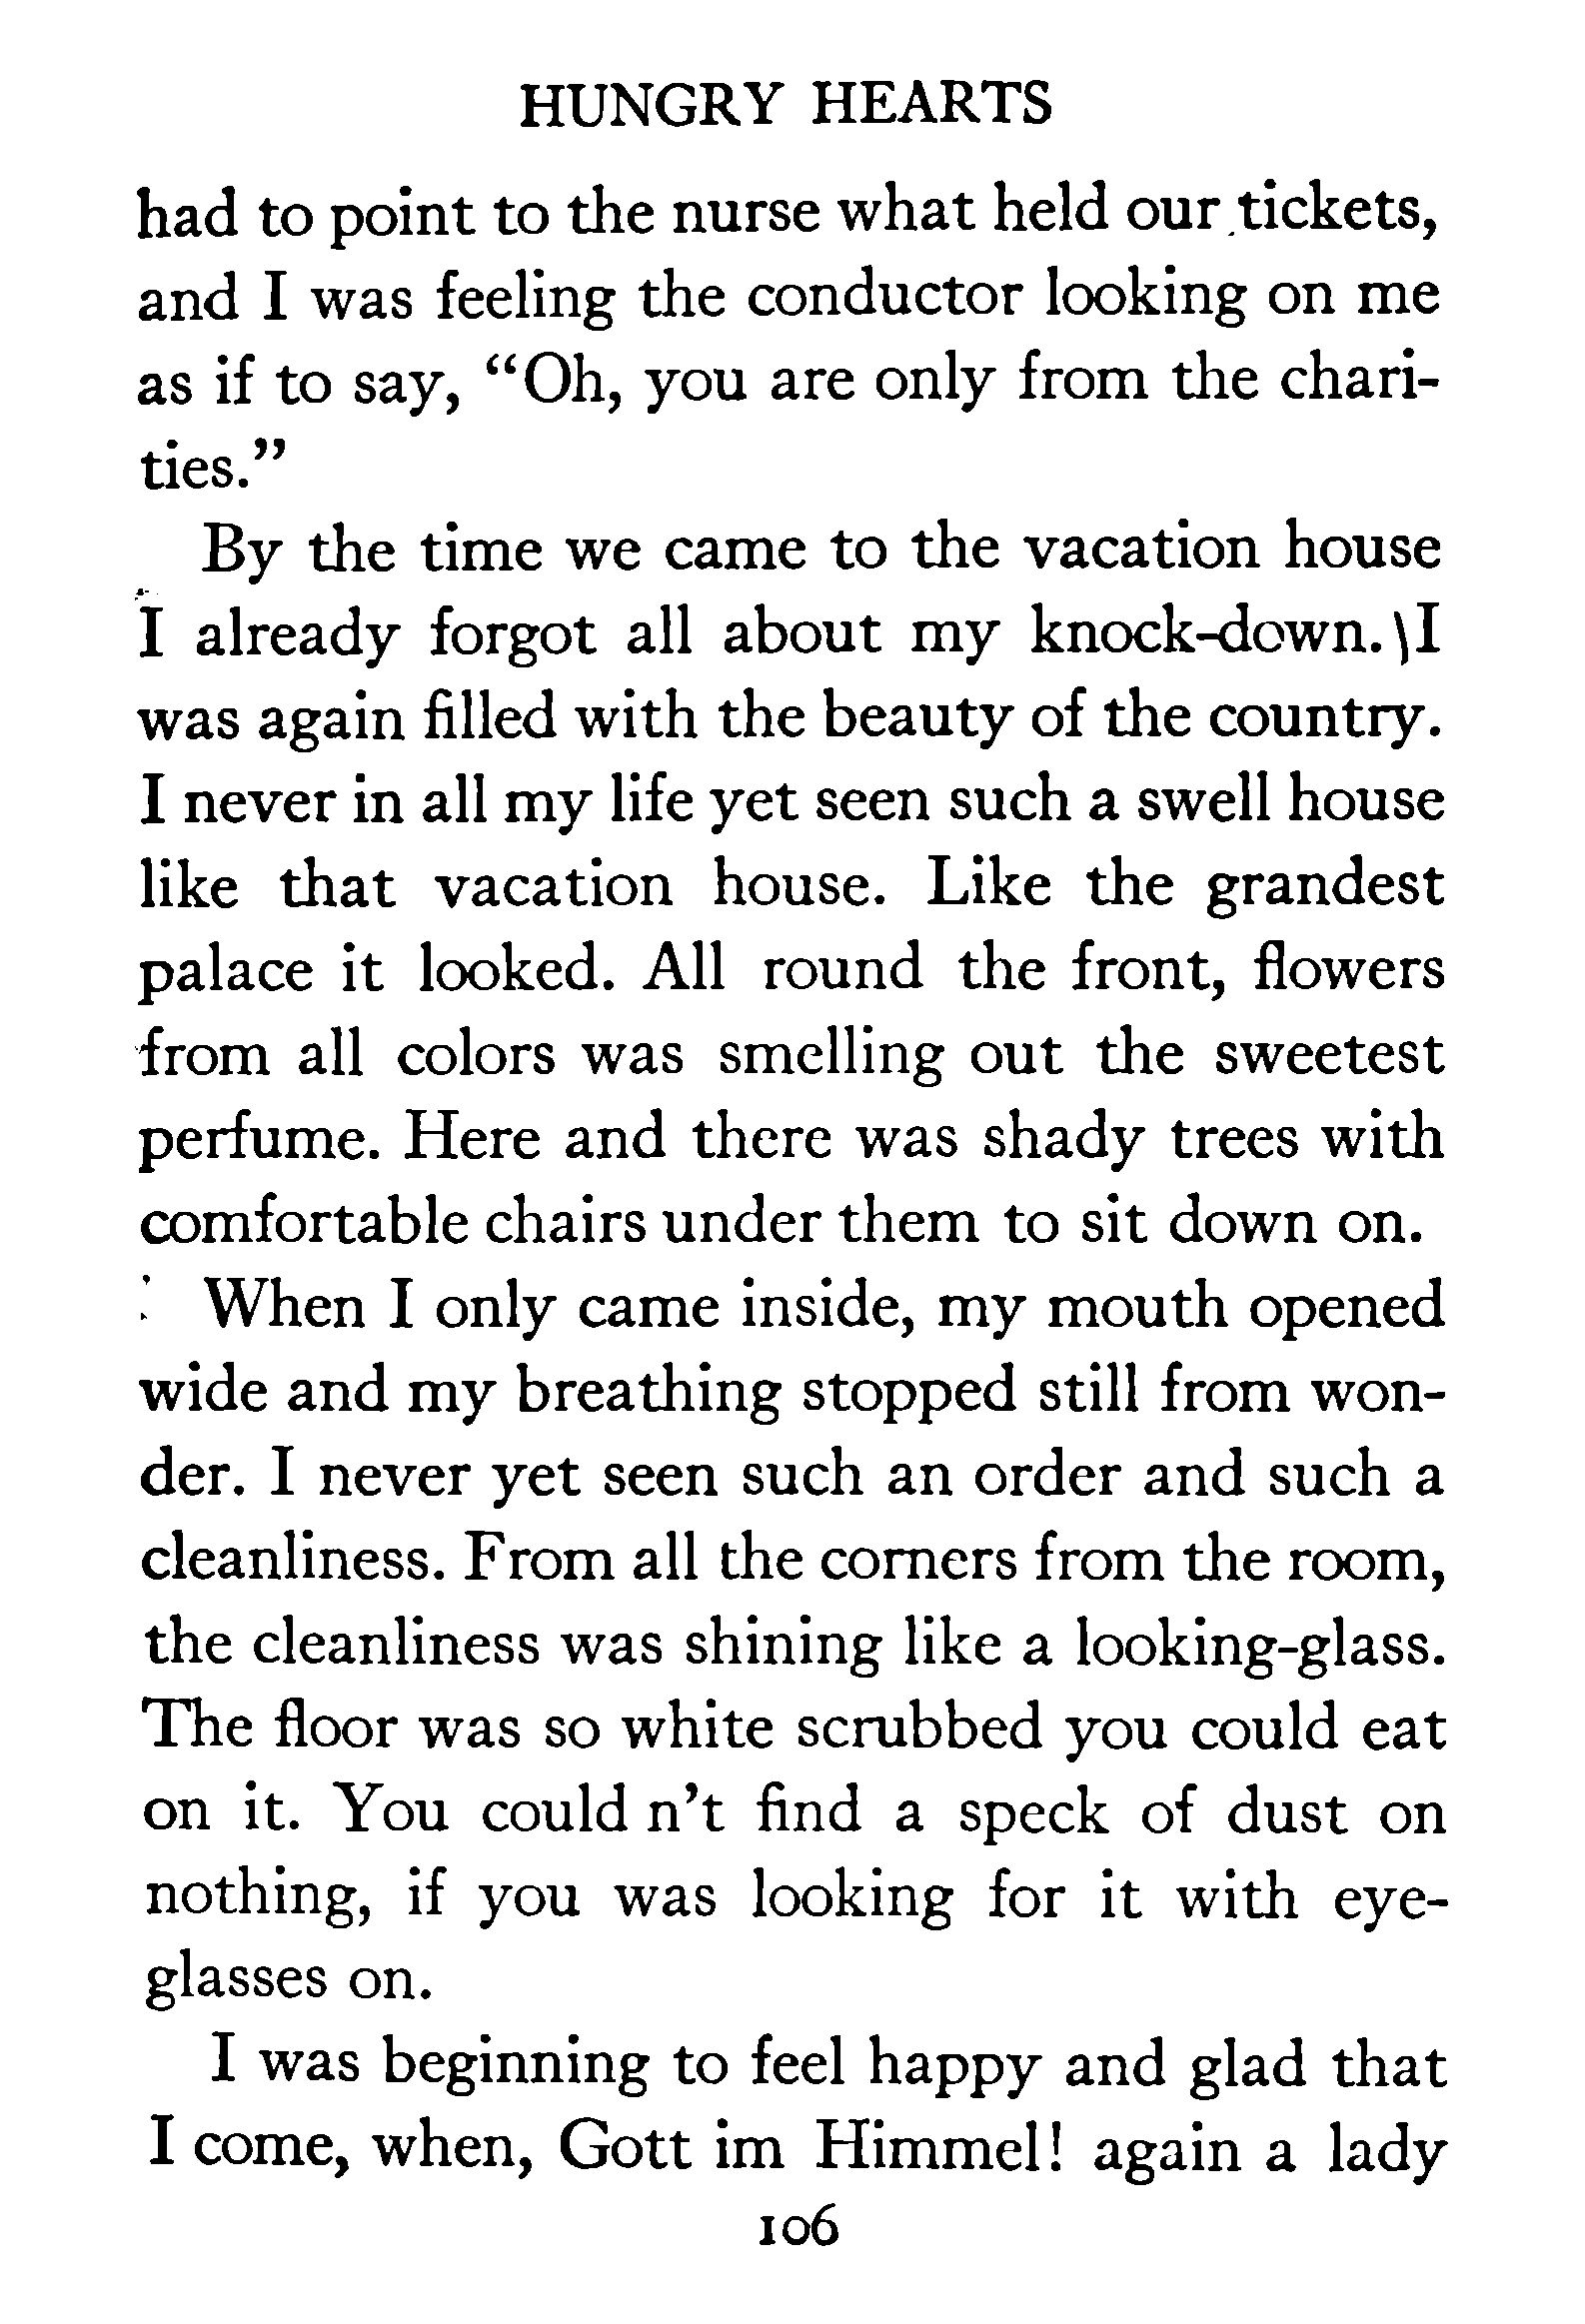 HUNGRY HEARTS
had to point to the nurse what held our tickets,
and I was feeling the conductor looking on me
as if to say, “Oh, you are only from the chari-
ties.”
By the time we came to the vacation house
I already forgot all about my knock-down. I
was again filled with the beauty of the country.
I never in all my life yet seen such a swell house
like that vacation house. Like the grandest
palace it looked. All round the front, flowers
from all colors was smelling out the sweetest
perfume. Here and there was shady trees with
comfortable chairs under them to sit down on.
When I only came inside, my mouth opened
wide and my breathing stopped still from won-
der. I never yet seen such an order and such a
cleanliness. From all the corners from the room,
the cleanliness was shining like a looking-glass.
The floor was so white scrubbed you could eat
on it. You could n’t find a speck of dust on
nothing, if you was looking for it with eye-
glasses on.
I was beginning to feel happy and glad that
I come, when, Gott im Himmel! again a lady
106